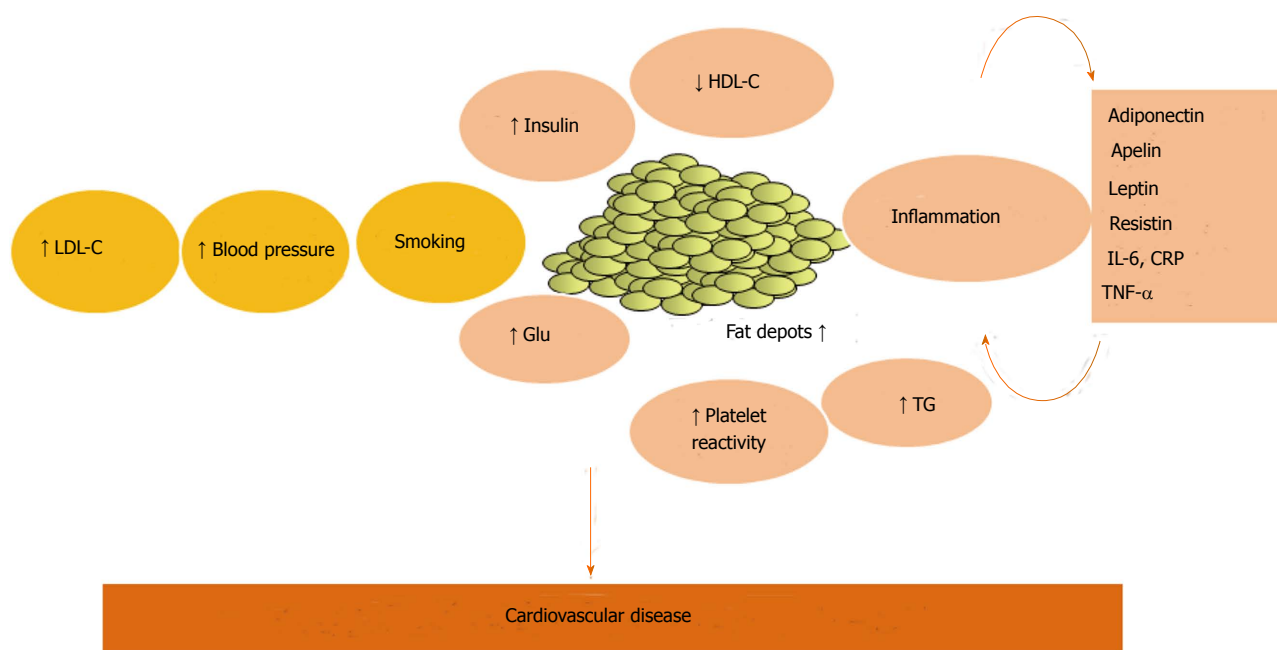 ↓ HDL-C
↑ Insulin
Adiponectin
Apelin
Leptin
Resistin
IL-6, CRP
TNF-α
Inflammation
Smoking
↑ Blood pressure
↑ LDL-C
↑ Glu
Fat depots ↑
↑ TG
↑ Platelet
reactivity
Cardiovascular disease